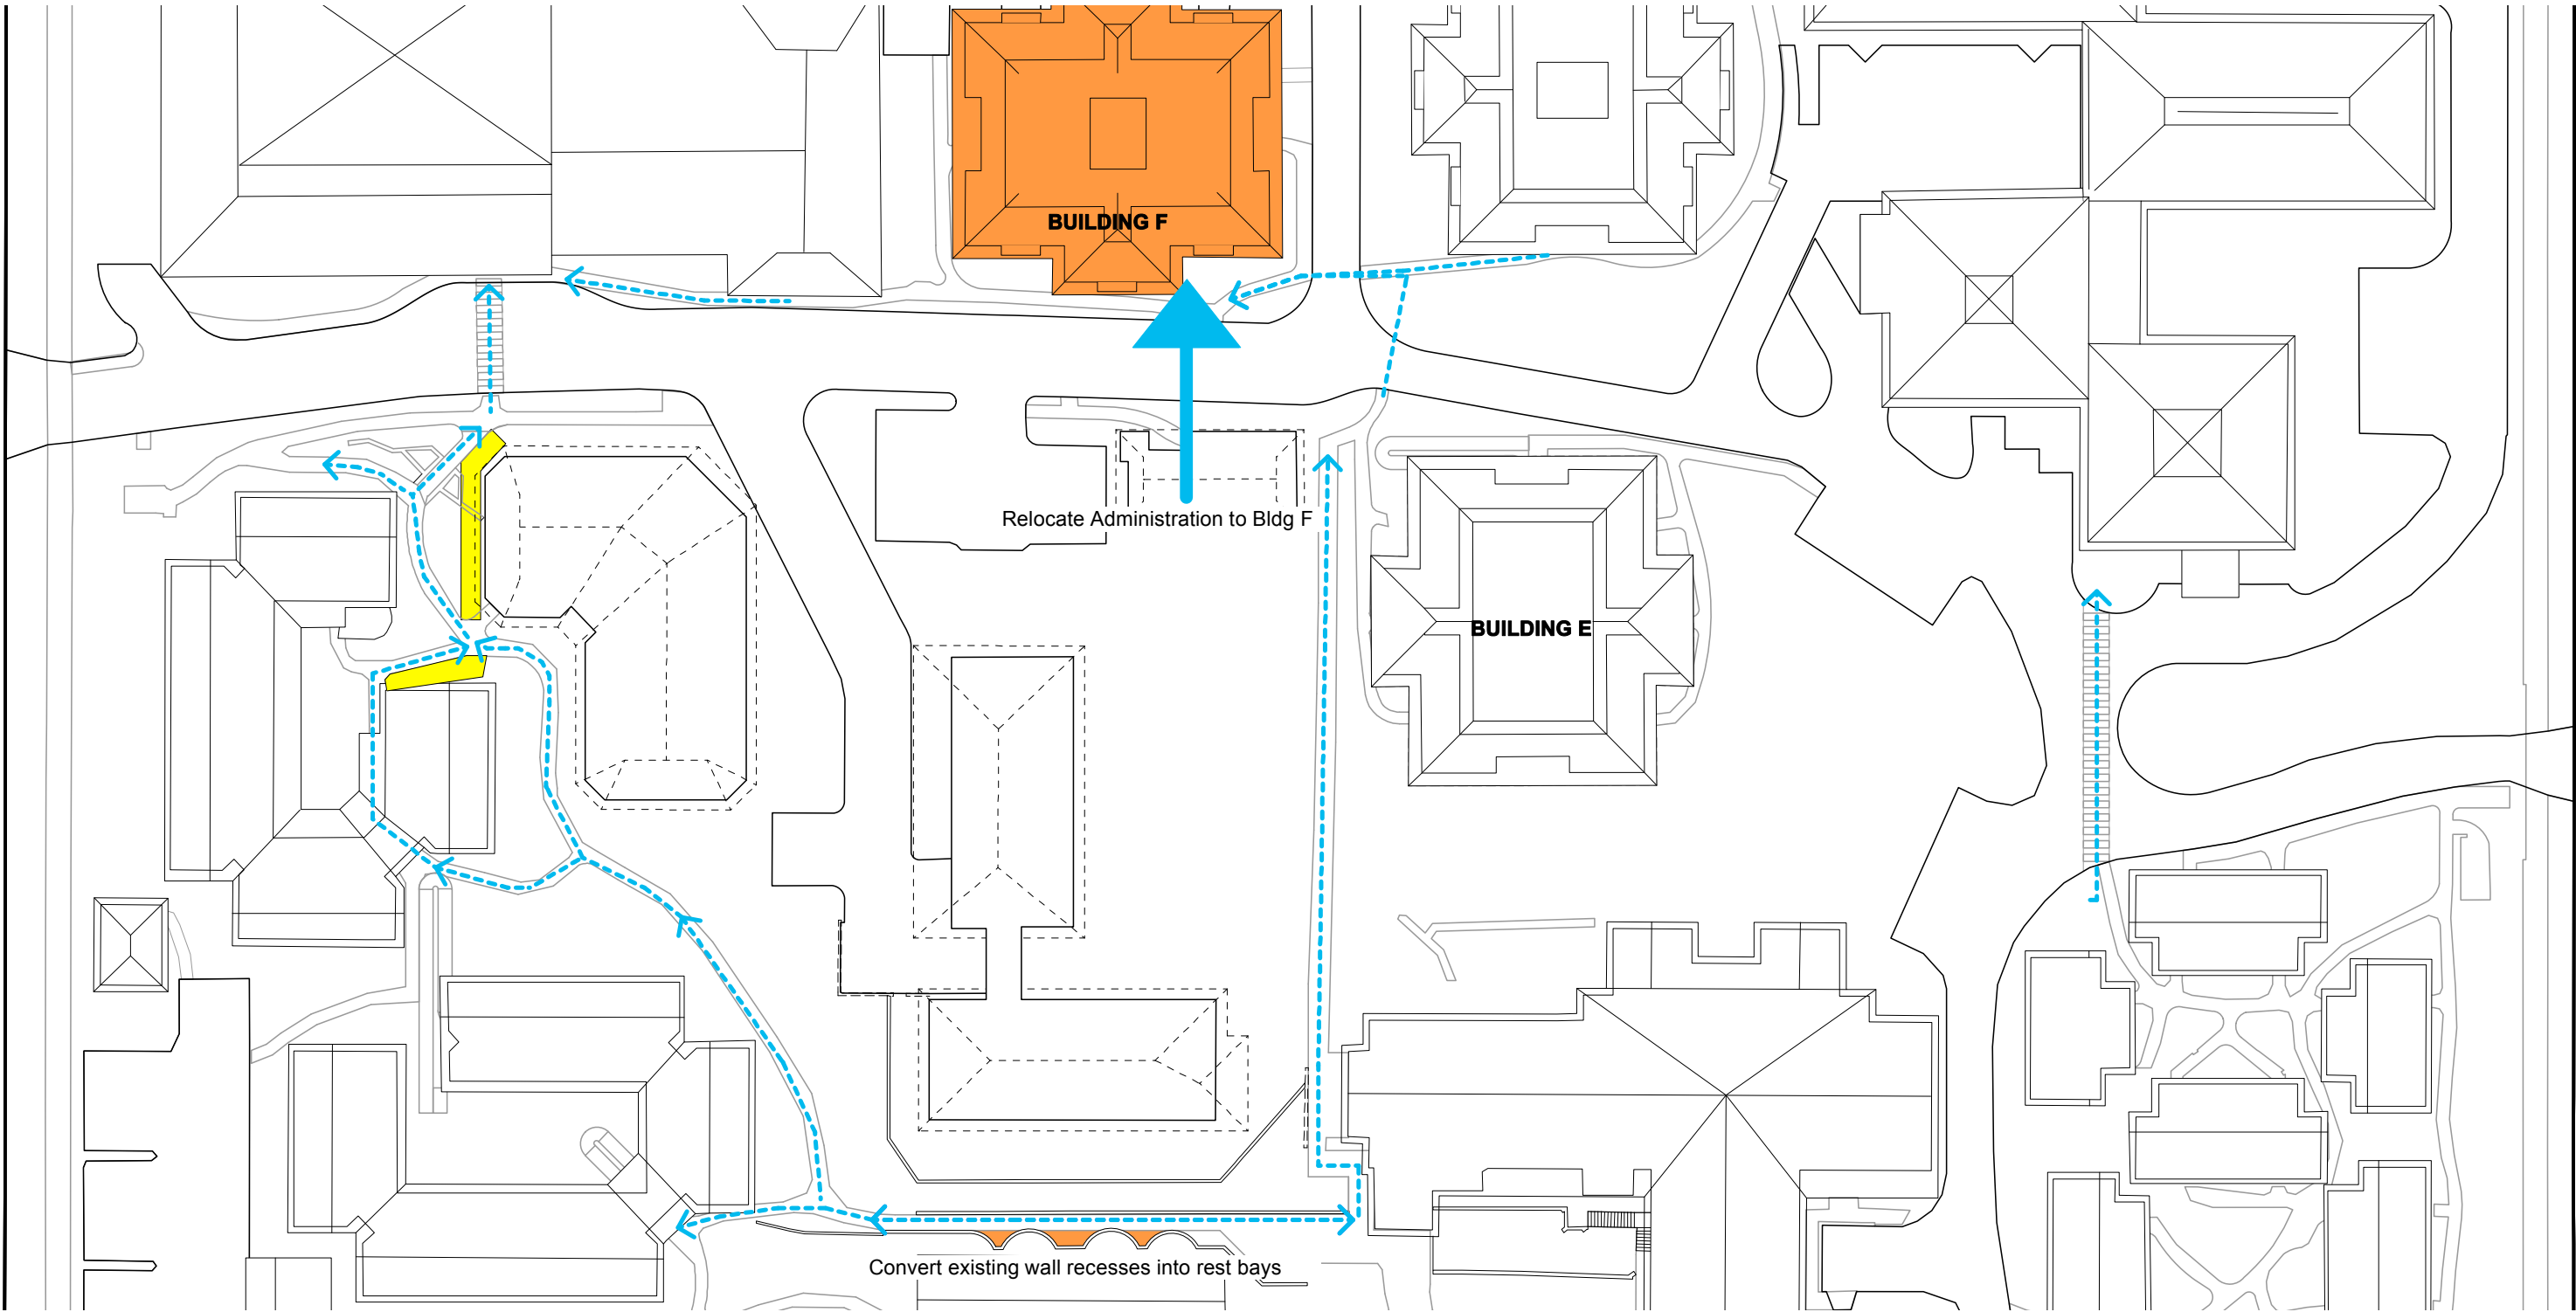 BUILDING F
Relocate Administration to Bldg F
BUILDING E
Convert existing wall recesses into rest bays